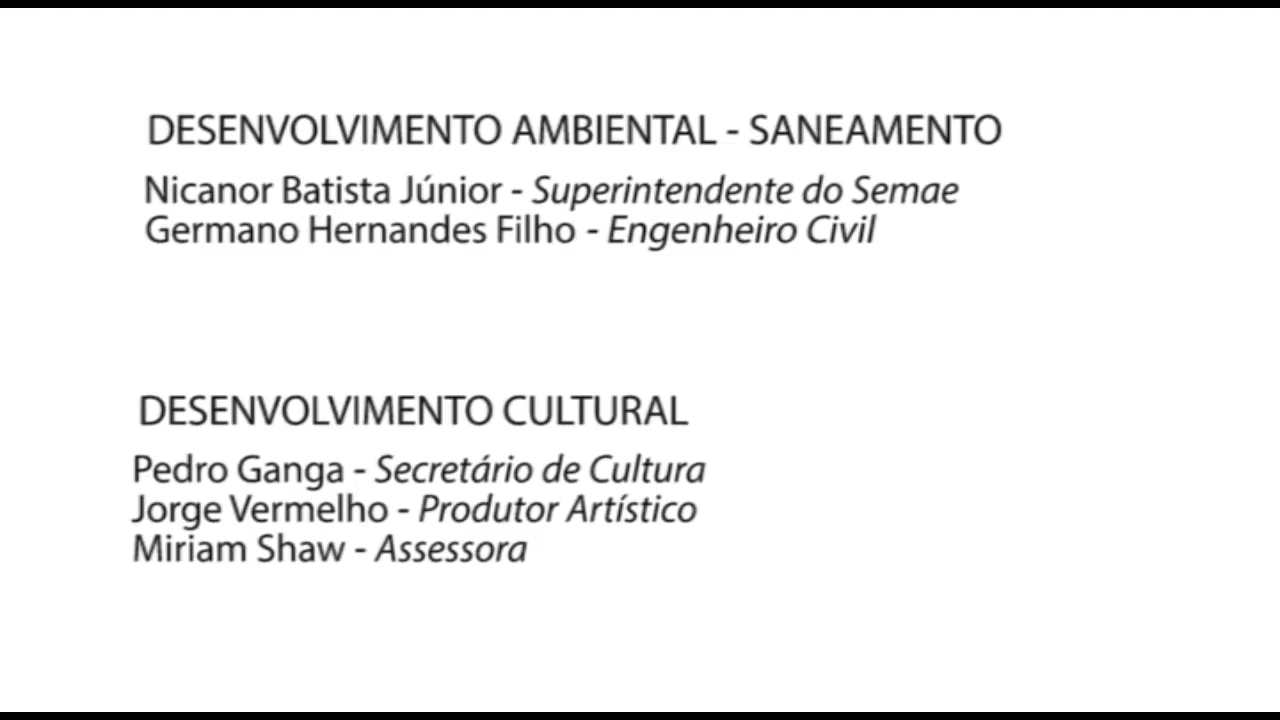 DESENVOLVIMENTO AMBIENTAL - SANEAMENTO
Nicanor Batista Júnior - Superintendente do Semae
Germano Hernandes Filho - Engenheiro Civil
DESENVOLVIMENTO CULTURAL
Pedro Ganga - Secretário de Cultura
Jorge Vermelho - Produtor Artístico
Miriam Shaw - Assessora